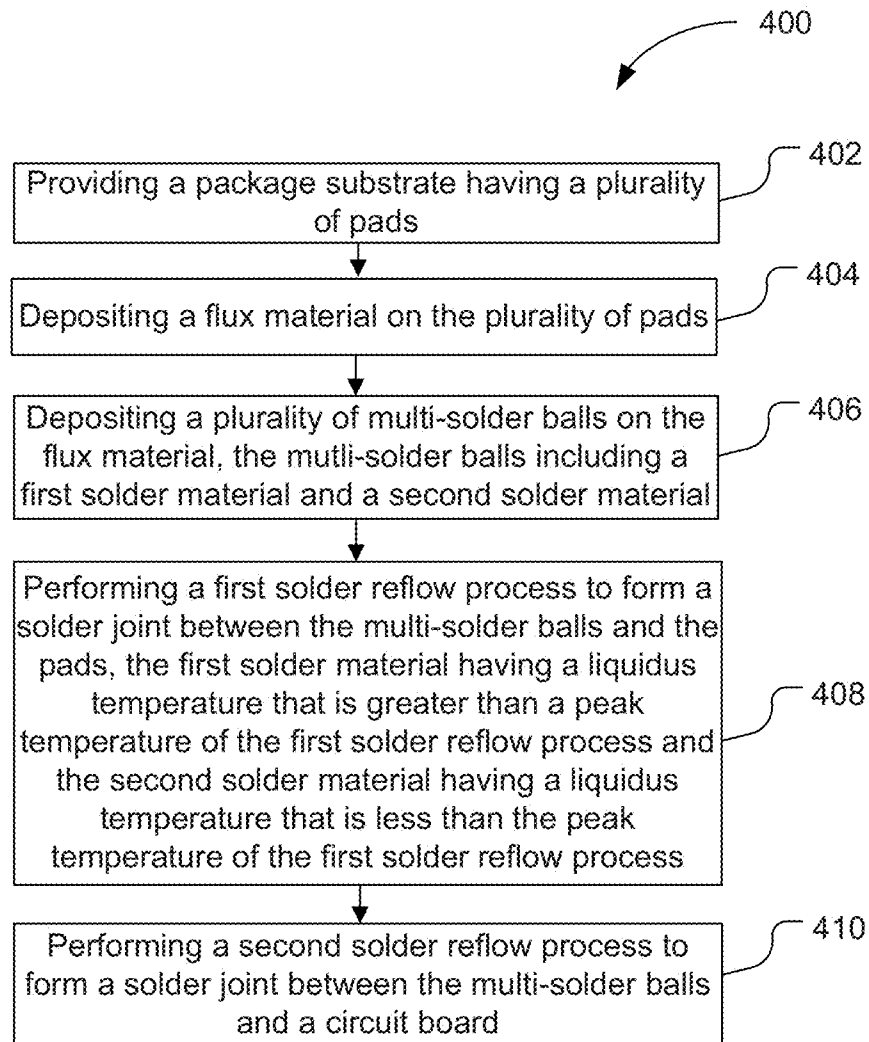 400
402
Providing a package substrate having a plurality
of pads
404
Depositing a flux material on the plurality of pads
406
Depositing a plurality of multi-solder balls on the
flux material, the mutli-solder balls including a
first solder material and a second solder material
Performing a first solder reflow process to form a
solder joint between the multi-solder balls and the
pads, the first solder material having a liquidus
temperature that is greater than a peak
temperature of the first solder reflow process and
the second solder material having a liquidus
temperature that is less than the peak
temperature of the first solder reflow process
408
410
Performing a second solder reflow process to
form a solder joint between the multi-solder balls
and a circuit board